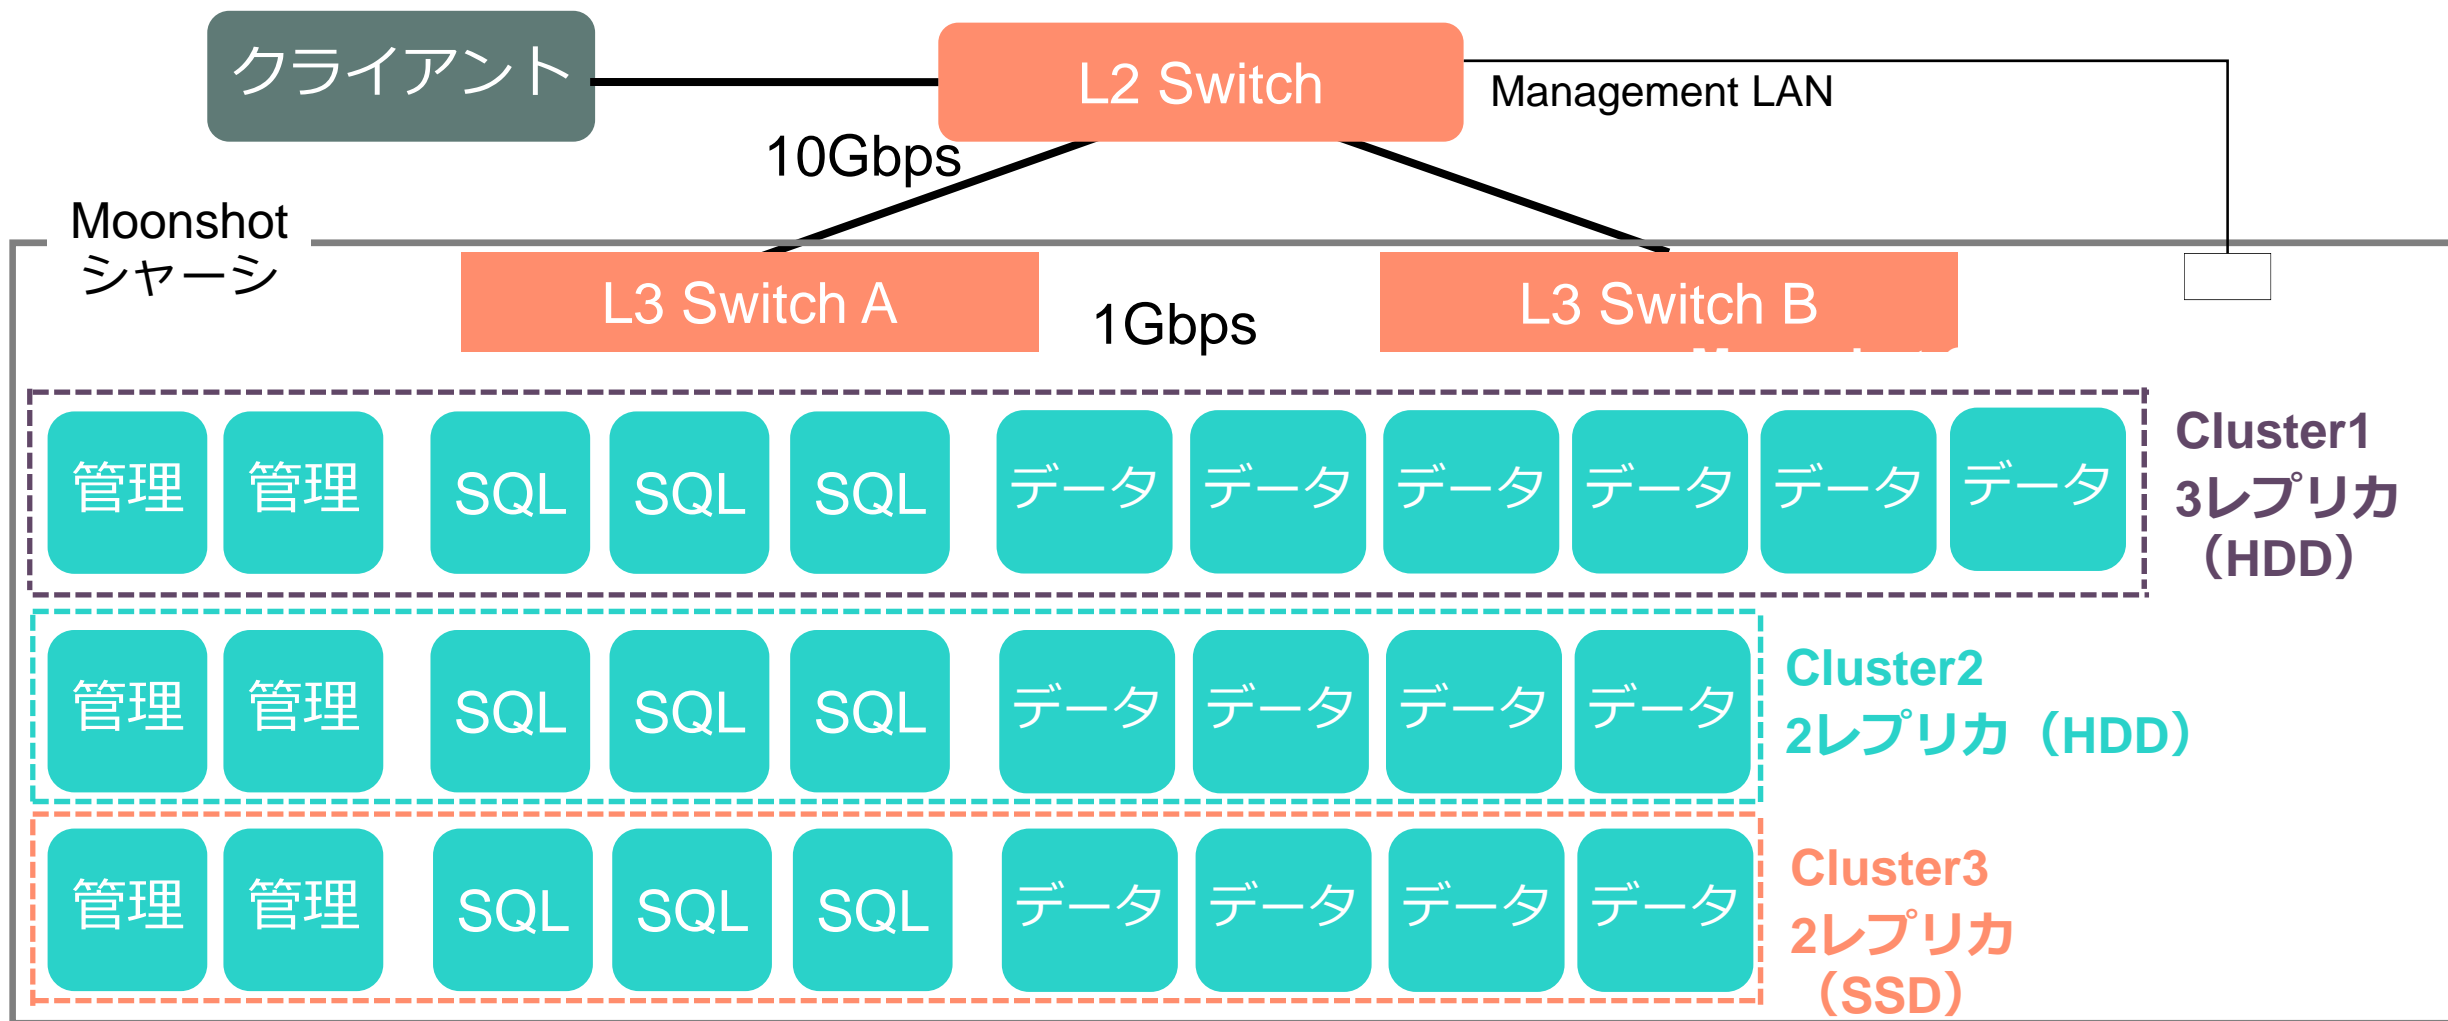 クライアント
L2 Switch
Management LAN
10Gbps
Moonshot
シャーシ
L3 Switch A
1Gbps
L3 Switch B
管理 管理 SQL SQL SQL データ データ データ データ データ データ
Cluster1
3レプリカ
（HDD）
管理 管理 SQL SQL SQL データ データ データ データ
Cluster2
2レプリカ（HDD）
管理 管理 SQL SQL SQL データ データ データ データ
Cluster3
2レプリカ
（SSD）